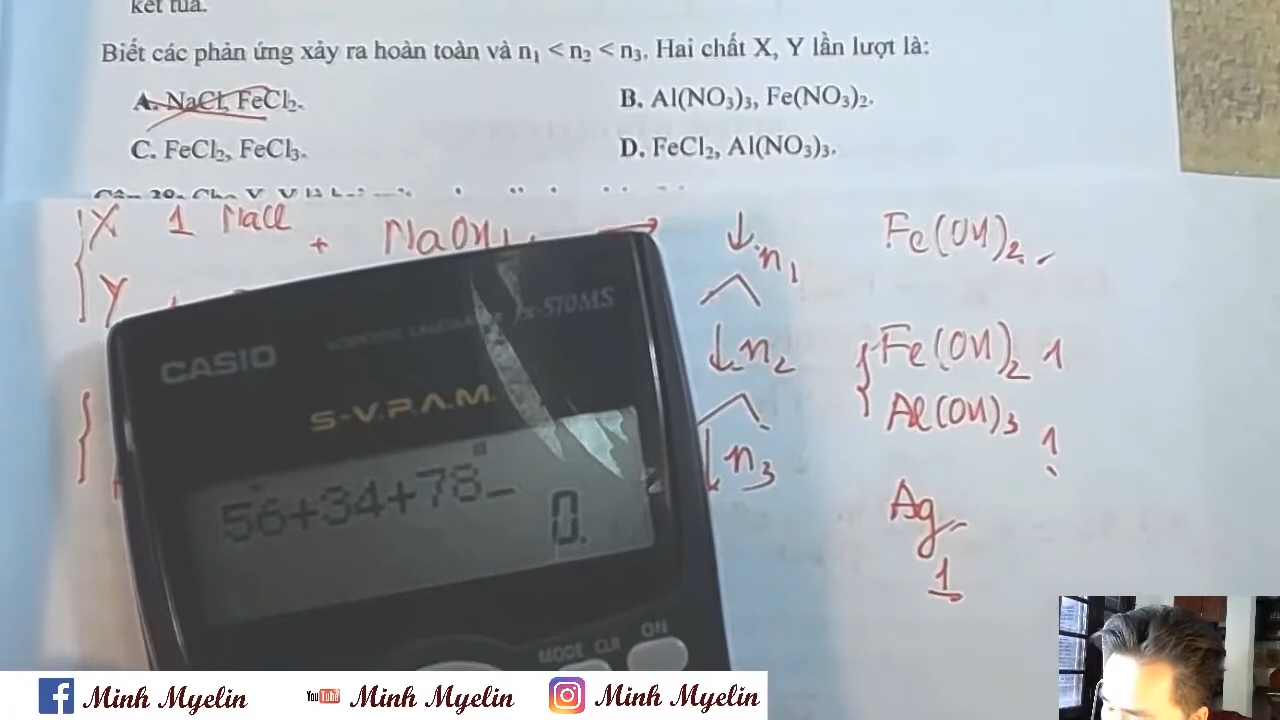 kết tủa.
Biết các phản ứng xảy ra hoàn toàn và n₁ < n₂ < n₃. Hai chất X, Y lần lượt là:
A. NaCl, FeCl₂.
B. Al(NO₃)₃, Fe(NO₃)₂.
C. FeCl₂, FeCl₃.
D. FeCl₂, Al(NO₃)₃.
X 1 NaCl + NaOH → ↓n₁ Fe(OH)₂
Y
↓n₂ Fe(OH)₂ 1
Al(OH)₃ 1
↓n₃
Ag
1
CASIO
fx-570MS
S-V.P.A.M.
56+34+78
0.
MODE CLR ON
Minh Myelin
YouTube Minh Myelin
Minh Myelin